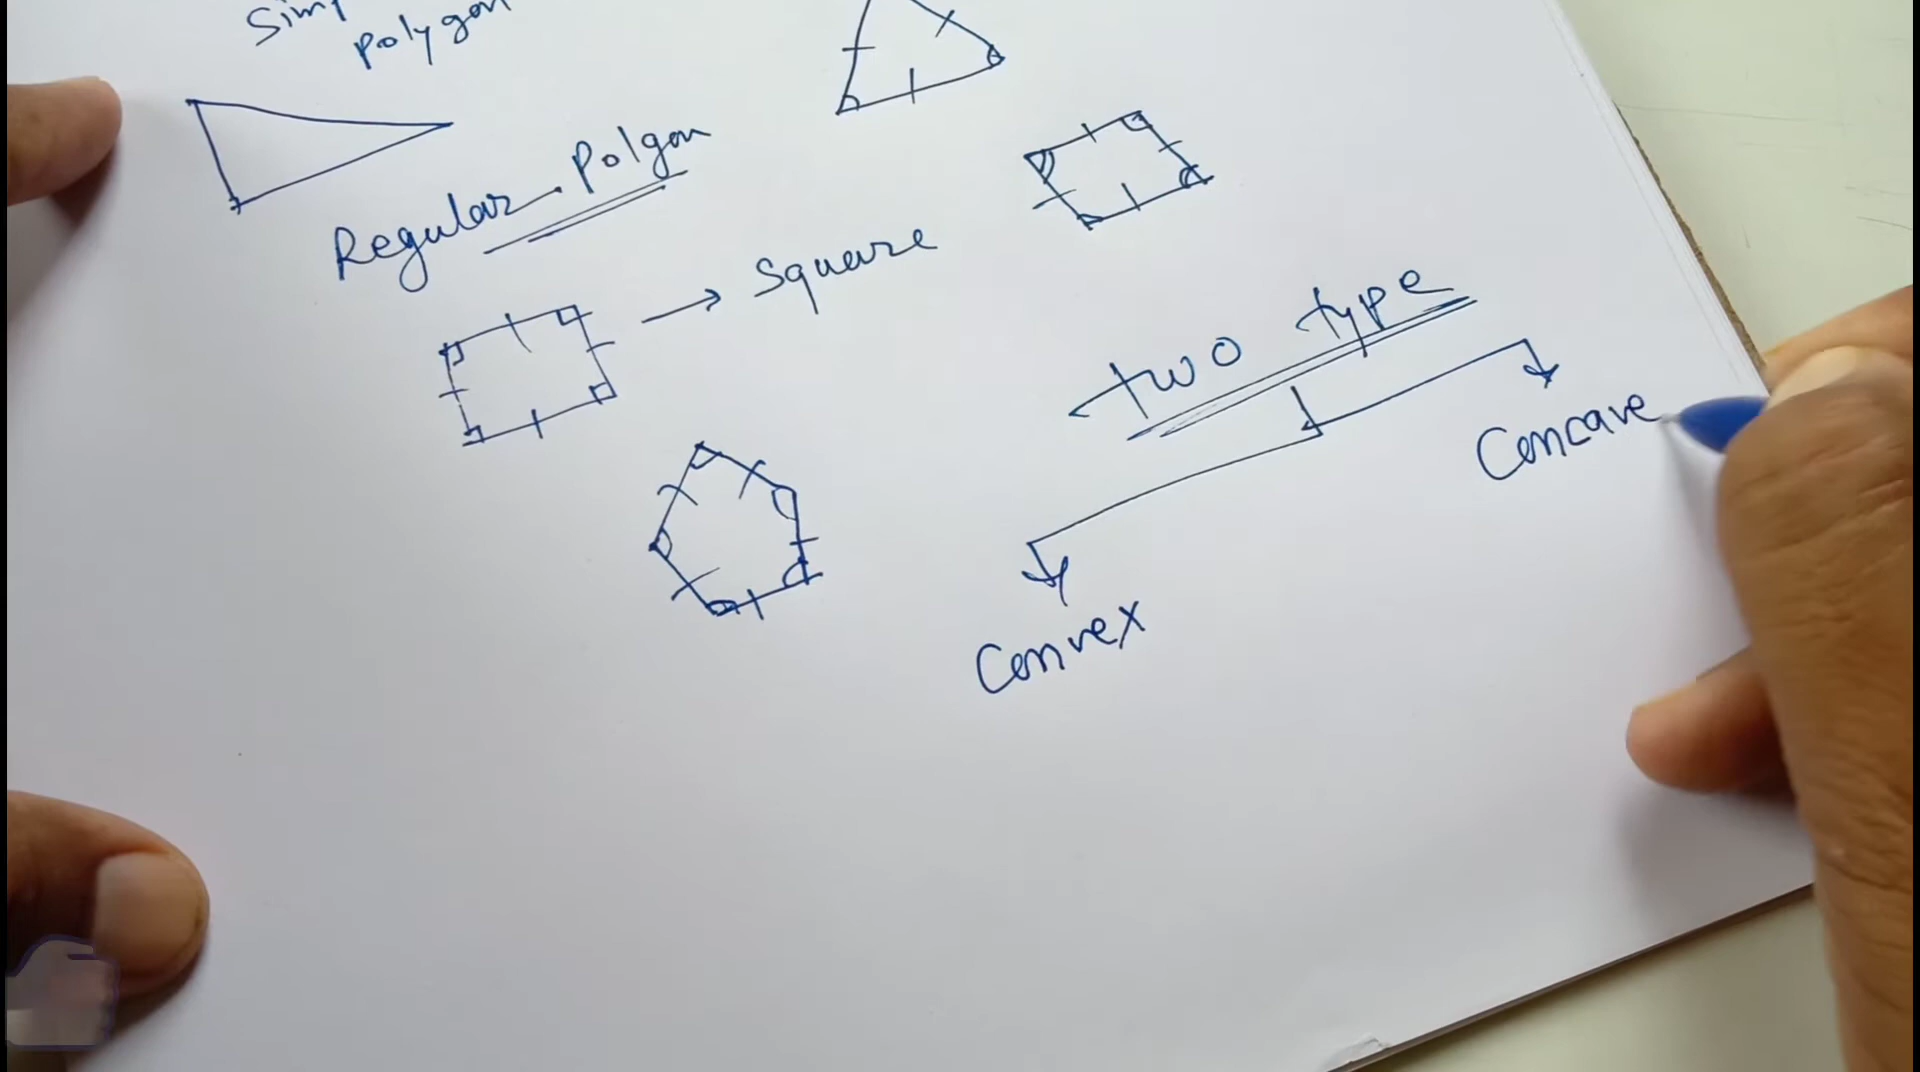 polygon
Regular Polgon
Square
two type
Concave
Convex